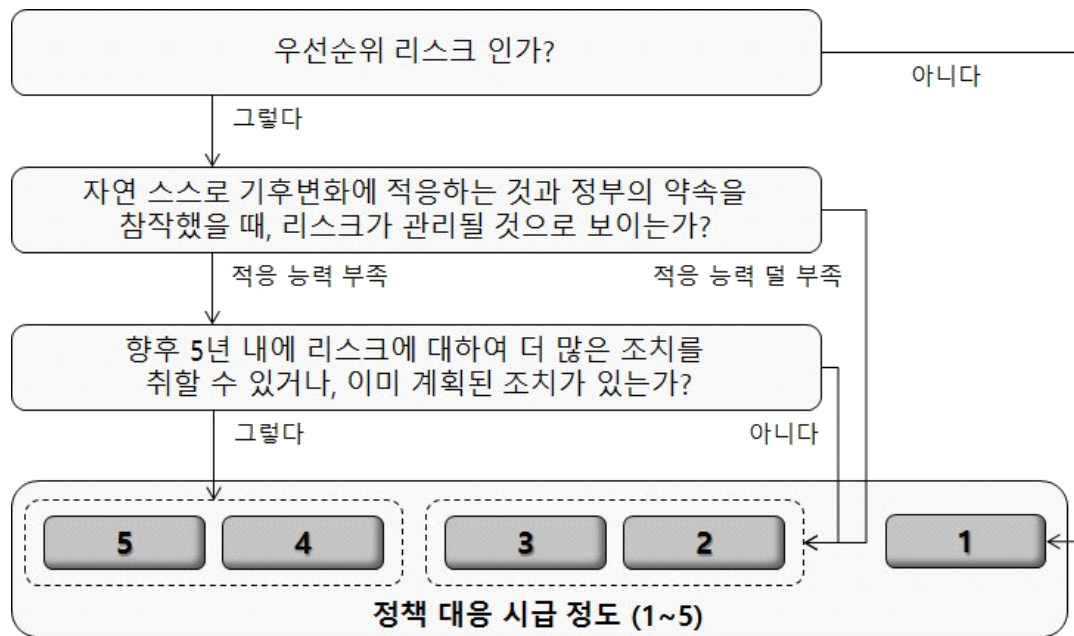 우선순위 리스크 인가?
아니다
그렇다
자연 스스로 기후변화에 적응하는 것과 정부의 약속을
참작했을 때, 리스크가 관리될 것으로 보이는가?
적응 능력 부족
적응 능력 덜 부족
향후 5년 내에 리스크에 대하여 더 많은 조치를
취할 수 있거나, 이미 계획된 조치가 있는가?
그렇다
아니다
5
4
3
2
1
정책 대응 시급 정도 (1~5)